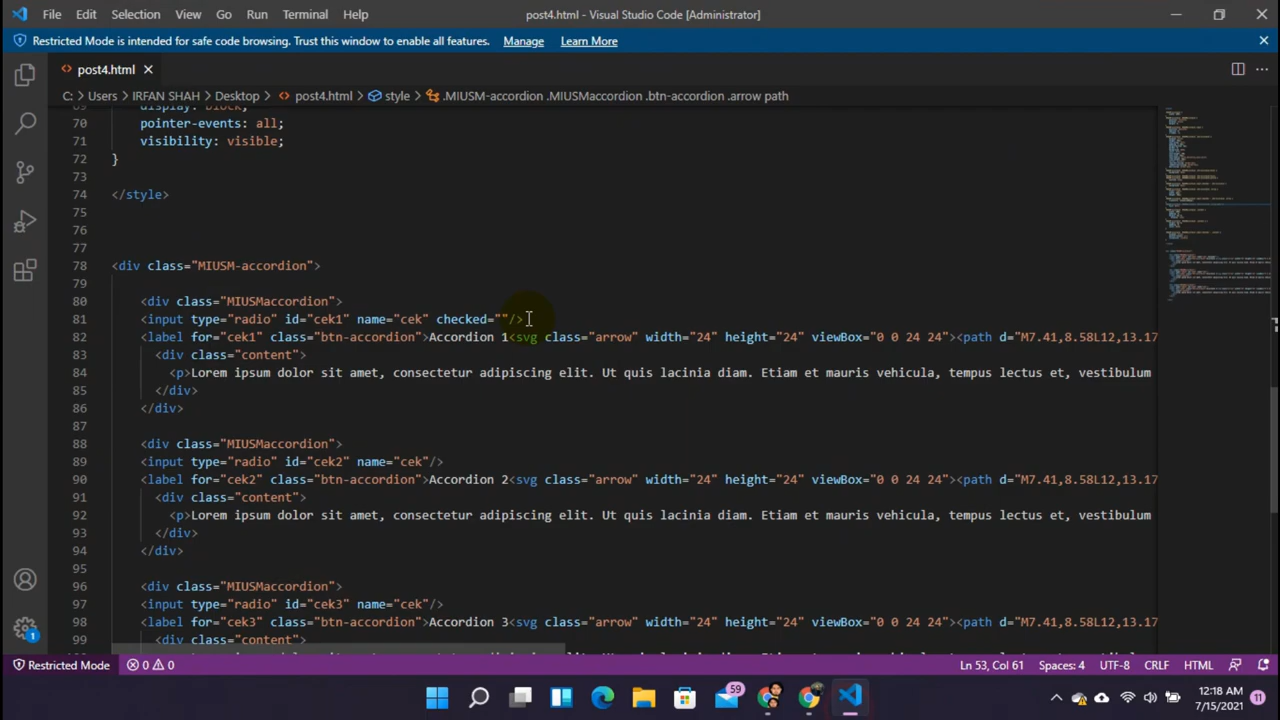 File Edit Selection View Go Run Terminal Help post4.html - Visual Studio Code [Administrator]
Restricted Mode is intended for safe code browsing. Trust this window to enable all features. Manage Learn More
post4.html
C: > Users > IRFAN SHAH > Desktop > post4.html > style > .MIUSM-accordion .MIUSMaccordion .btn-accordion .arrow path
69 display: block;
70 pointer-events: all;
71 visibility: visible;
72 }
73
74 </style>
75
76
77
78 <div class="MIUSM-accordion">
79
80 <div class="MIUSMaccordion">
81 <input type="radio" id="cek1" name="cek" checked=""/>
82 <label for="cek1" class="btn-accordion">Accordion 1<svg class="arrow" width="24" height="24" viewBox="0 0 24 24"><path d="M7.41,8.58L12,13.17
83 <div class="content">
84 <p>Lorem ipsum dolor sit amet, consectetur adipiscing elit. Ut quis lacinia diam. Etiam et mauris vehicula, tempus lectus et, vestibulum
85 </div>
86 </div>
87
88 <div class="MIUSMaccordion">
89 <input type="radio" id="cek2" name="cek"/>
90 <label for="cek2" class="btn-accordion">Accordion 2<svg class="arrow" width="24" height="24" viewBox="0 0 24 24"><path d="M7.41,8.58L12,13.17
91 <div class="content">
92 <p>Lorem ipsum dolor sit amet, consectetur adipiscing elit. Ut quis lacinia diam. Etiam et mauris vehicula, tempus lectus et, vestibulum
93 </div>
94 </div>
95
96 <div class="MIUSMaccordion">
97 <input type="radio" id="cek3" name="cek"/>
98 <label for="cek3" class="btn-accordion">Accordion 3<svg class="arrow" width="24" height="24" viewBox="0 0 24 24"><path d="M7.41,8.58L12,13.17
99 <div class="content">
1
Restricted Mode 0 0 Ln 53, Col 61 Spaces: 4 UTF-8 CRLF HTML
59
12:18 AM
7/15/2021 11